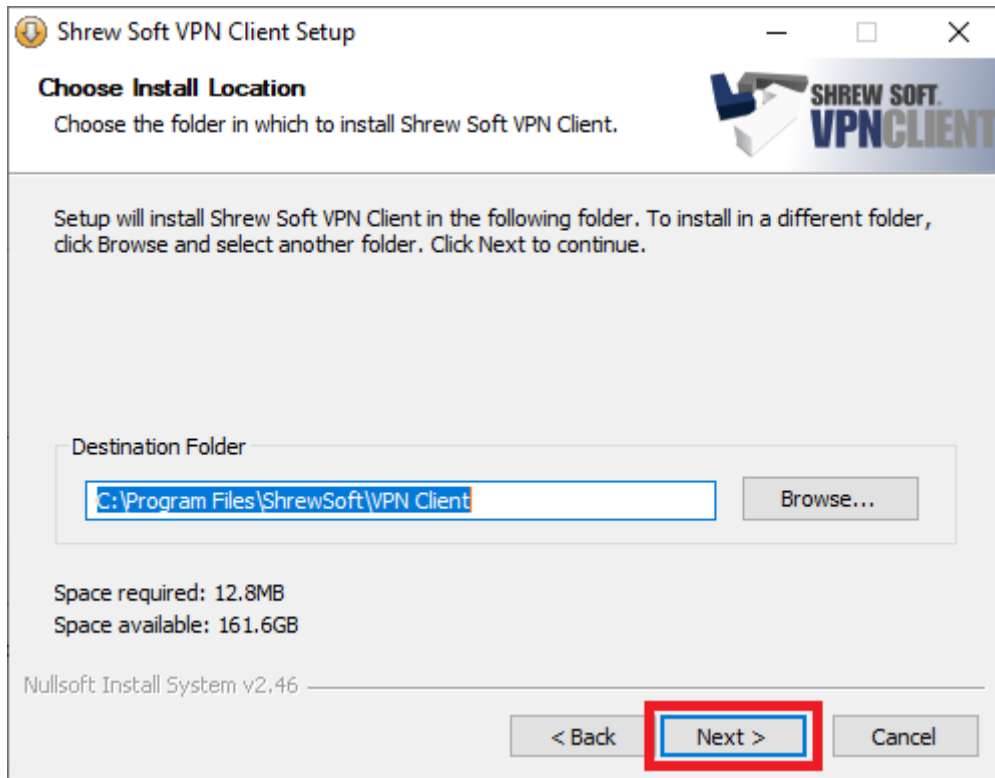 Shrew Soft VPN Client Setup
Choose Install Location
Choose the folder in which to install Shrew Soft VPN Client.
SHREW SOFT.
VPNCLIENT
Setup will install Shrew Soft VPN Client in the following folder. To install in a different folder,
click Browse and select another folder. Click Next to continue.
Destination Folder
C:\Program Files\ShrewSoft\VPN Client
Browse...
Space required: 12.8MB
Space available: 161.6GB
Nullsoft Install System v2.46
< Back
Next >
Cancel